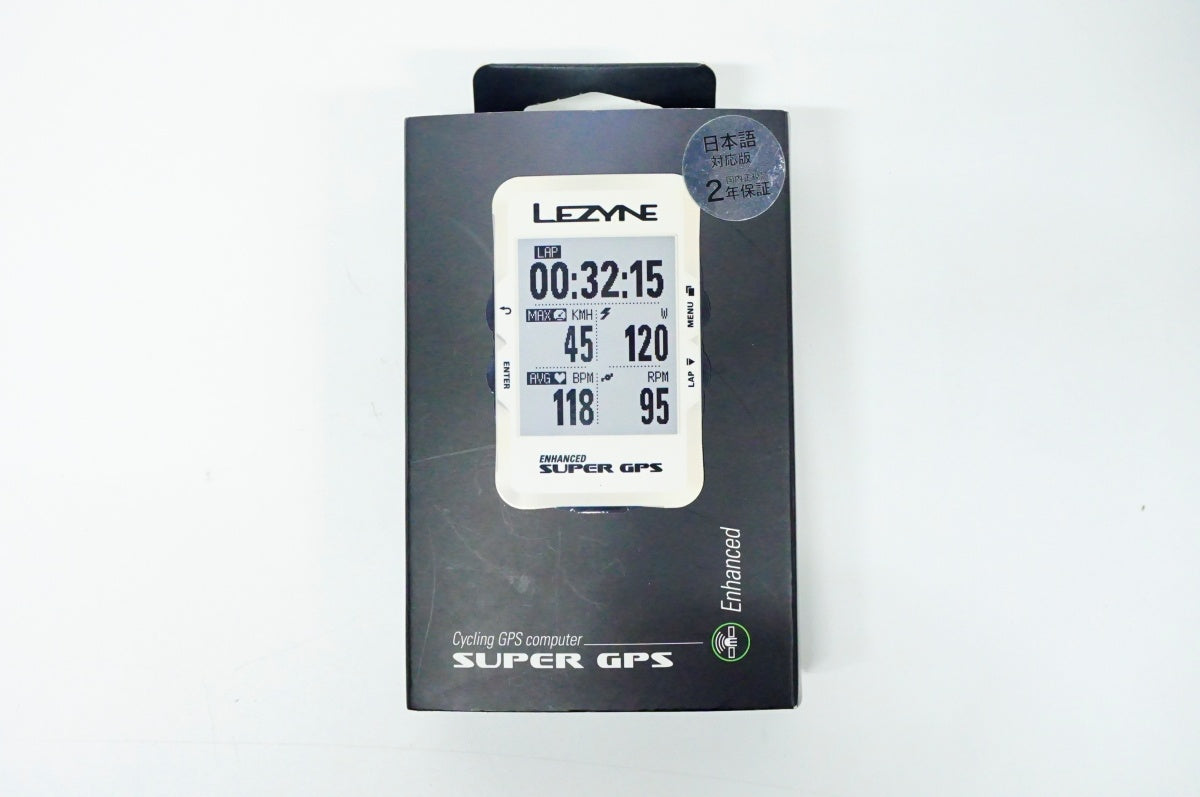 日本語
対応版
2年保証
LEZYNE
LAP
00:32:15
MAX KMH W
45 120
AVG BPM RPM
118 95
ENTER
MENU
LAP
ENHANCED
SUPER GPS
Enhanced
Cycling GPS computer
SUPER GPS